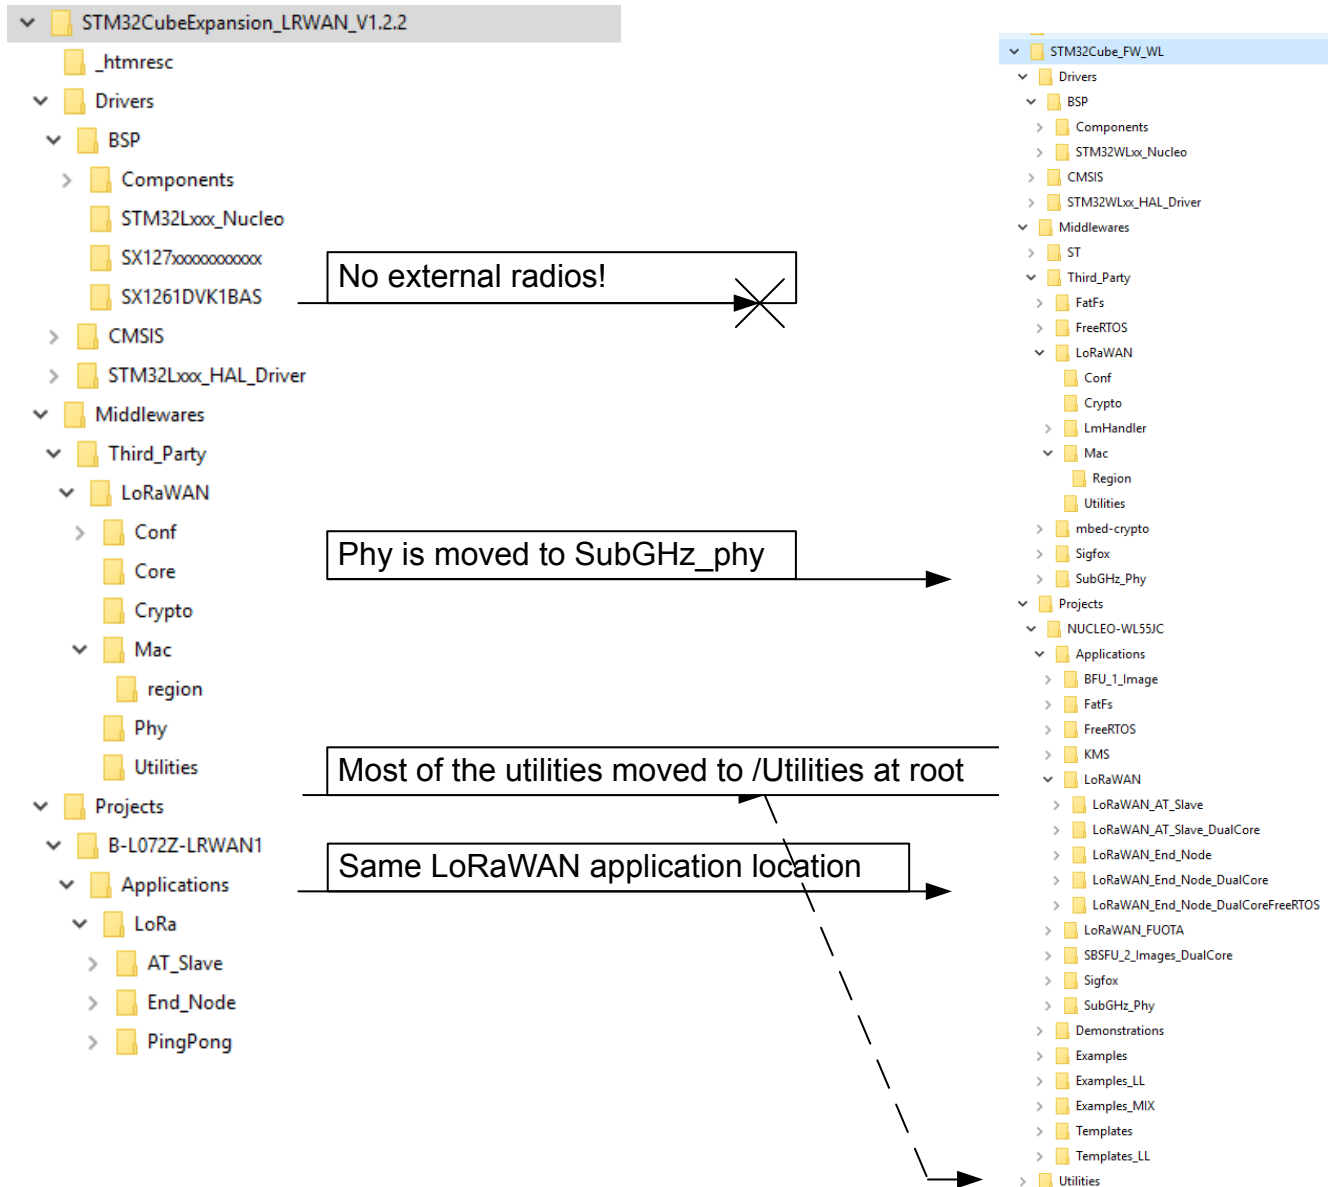 STM32CubeExpansion_LRWAN_V1.2.2
_htmresc
Drivers
BSP
Components
STM32Lxxx_Nucleo
SX127xxxxxxxxxxx
SX1261DVK1BAS
CMSIS
STM32Lxxx_HAL_Driver
Middlewares
Third_Party
LoRaWAN
Conf
Core
Crypto
Mac
region
Phy
Utilities
Projects
B-L072Z-LRWAN1
Applications
LoRa
AT_Slave
End_Node
PingPong
No external radios!
Phy is moved to SubGHz_phy
Most of the utilities moved to /Utilities at root
Same LoRaWAN application location
STM32Cube_FW_WL
Drivers
BSP
Components
STM32WLxx_Nucleo
CMSIS
STM32WLxx_HAL_Driver
Middlewares
ST
Third_Party
FatFs
FreeRTOS
LoRaWAN
Conf
Crypto
LmHandler
Mac
Region
Utilities
mbed-crypto
Sigfox
SubGHz_Phy
Projects
NUCLEO-WL55JC
Applications
BFU_1_Image
FatFs
FreeRTOS
KMS
LoRaWAN
LoRaWAN_AT_Slave
LoRaWAN_AT_Slave_DualCore
LoRaWAN_End_Node
LoRaWAN_End_Node_DualCore
LoRaWAN_End_Node_DualCoreFreeRTOS
LoRaWAN_FUOTA
SBSFU_2_Images_DualCore
Sigfox
SubGHz_Phy
Demonstrations
Examples
Examples_LL
Examples_MIX
Templates
Templates_LL
Utilities